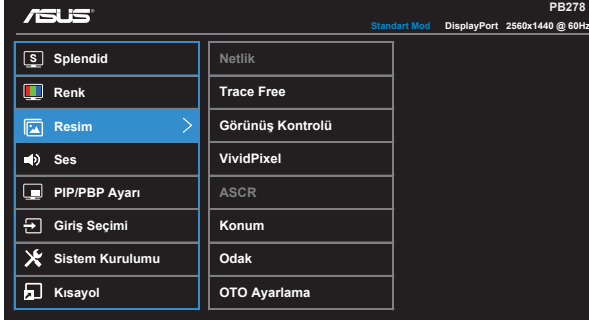 ASUS
PB278
Standart Mod DisplayPort 2560x1440 @ 60Hz
S Splendid
Renk
Resim
Ses
PIP/PBP Ayarı
Giriş Seçimi
Sistem Kurulumu
Kısayol
Netlik
Trace Free
Görünüş Kontrolü
VividPixel
ASCR
Konum
Odak
OTO Ayarlama